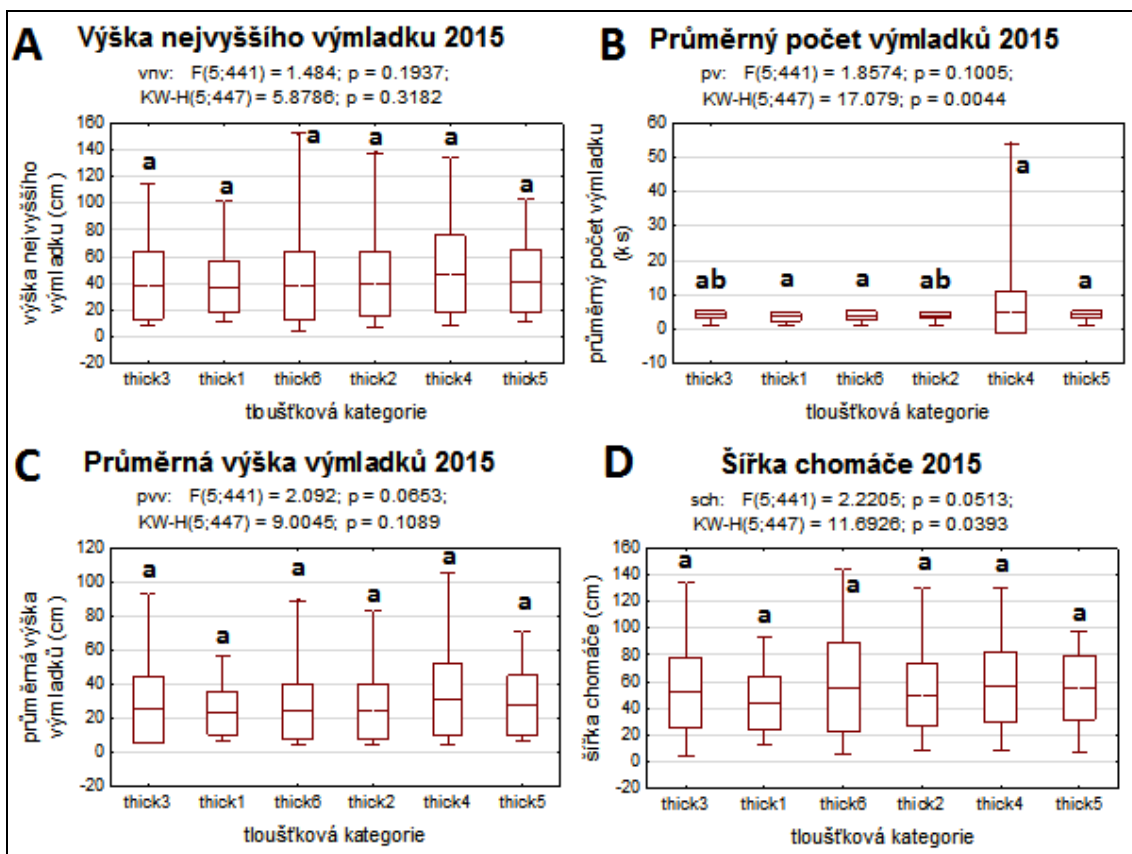 A Výška nejvyššího výmladku 2015
vnv: F(5;441) = 1.484; p = 0.1937;
KW-H(5;447) = 5.8786; p = 0.3182
výška nejvyššího
výmladku (cm)
160
140
120
100
80
60
40
20
0
-20
a a a a a a
thick3 thick1 thick6 thick2 thick4 thick5
tloušťková kategorie
B Průměrný počet výmladků 2015
pv: F(5;441) = 1.8574; p = 0.1005;
KW-H(5;447) = 17.079; p = 0.0044
průměrný počet výmladku
(ks)
60
50
40
30
20
10
0
-10
ab a a ab a a
thick3 thick1 thick6 thick2 thick4 thick5
tloušťková kategorie
C Průměrná výška výmladků 2015
pvv: F(5;441) = 2.092; p = 0.0653;
KW-H(5;447) = 9.0045; p = 0.1089
průměrná výška
výmladků (cm)
120
100
80
60
40
20
0
-20
a a a a a a
thick3 thick1 thick6 thick2 thick4 thick5
tloušťková kategorie
D Šířka chomáče 2015
sch: F(5;441) = 2.2205; p = 0.0513;
KW-H(5;447) = 11.6926; p = 0.0393
šířka chomáče (cm)
160
140
120
100
80
60
40
20
0
-20
a a a a a a
thick3 thick1 thick6 thick2 thick4 thick5
tloušťková kategorie